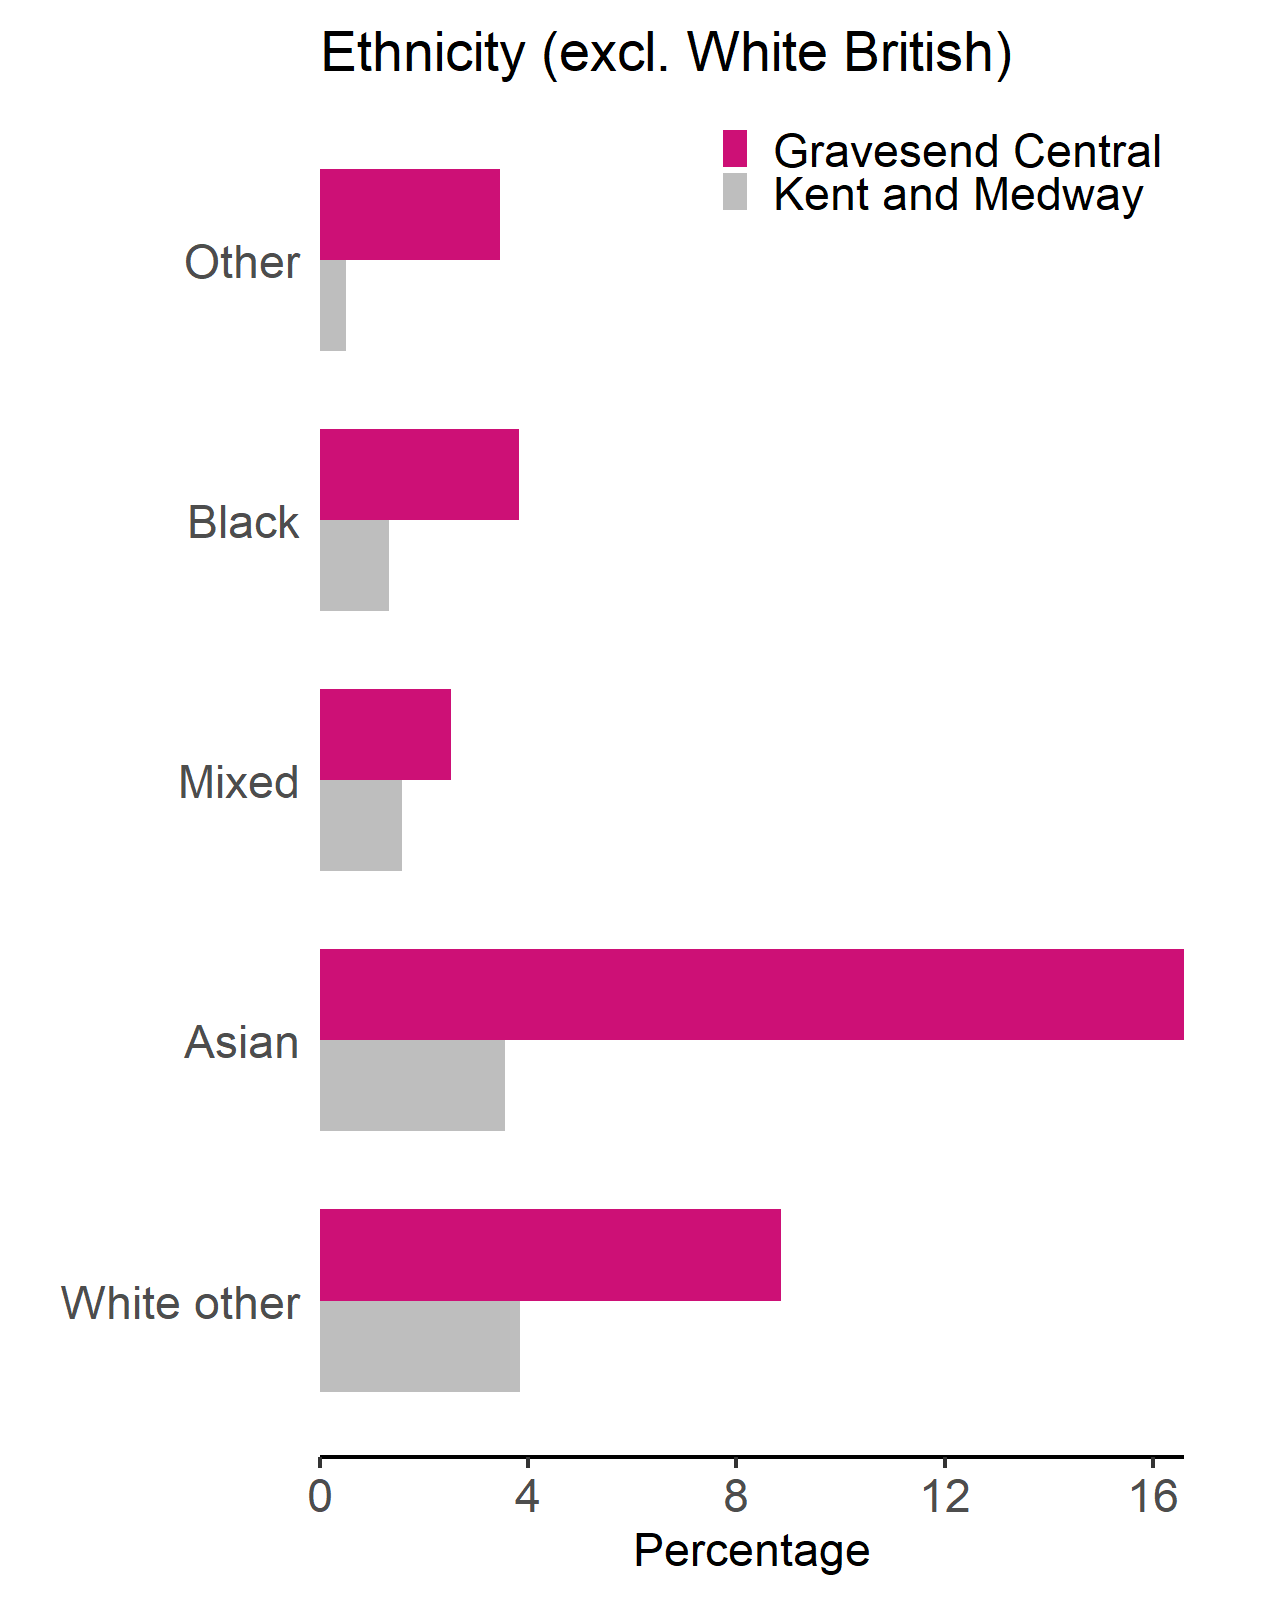 Ethnicity (excl. White British)
Gravesend Central
Kent and Medway
Other
Black
Mixed
Asian
White other
0 4 8 12 16
Percentage